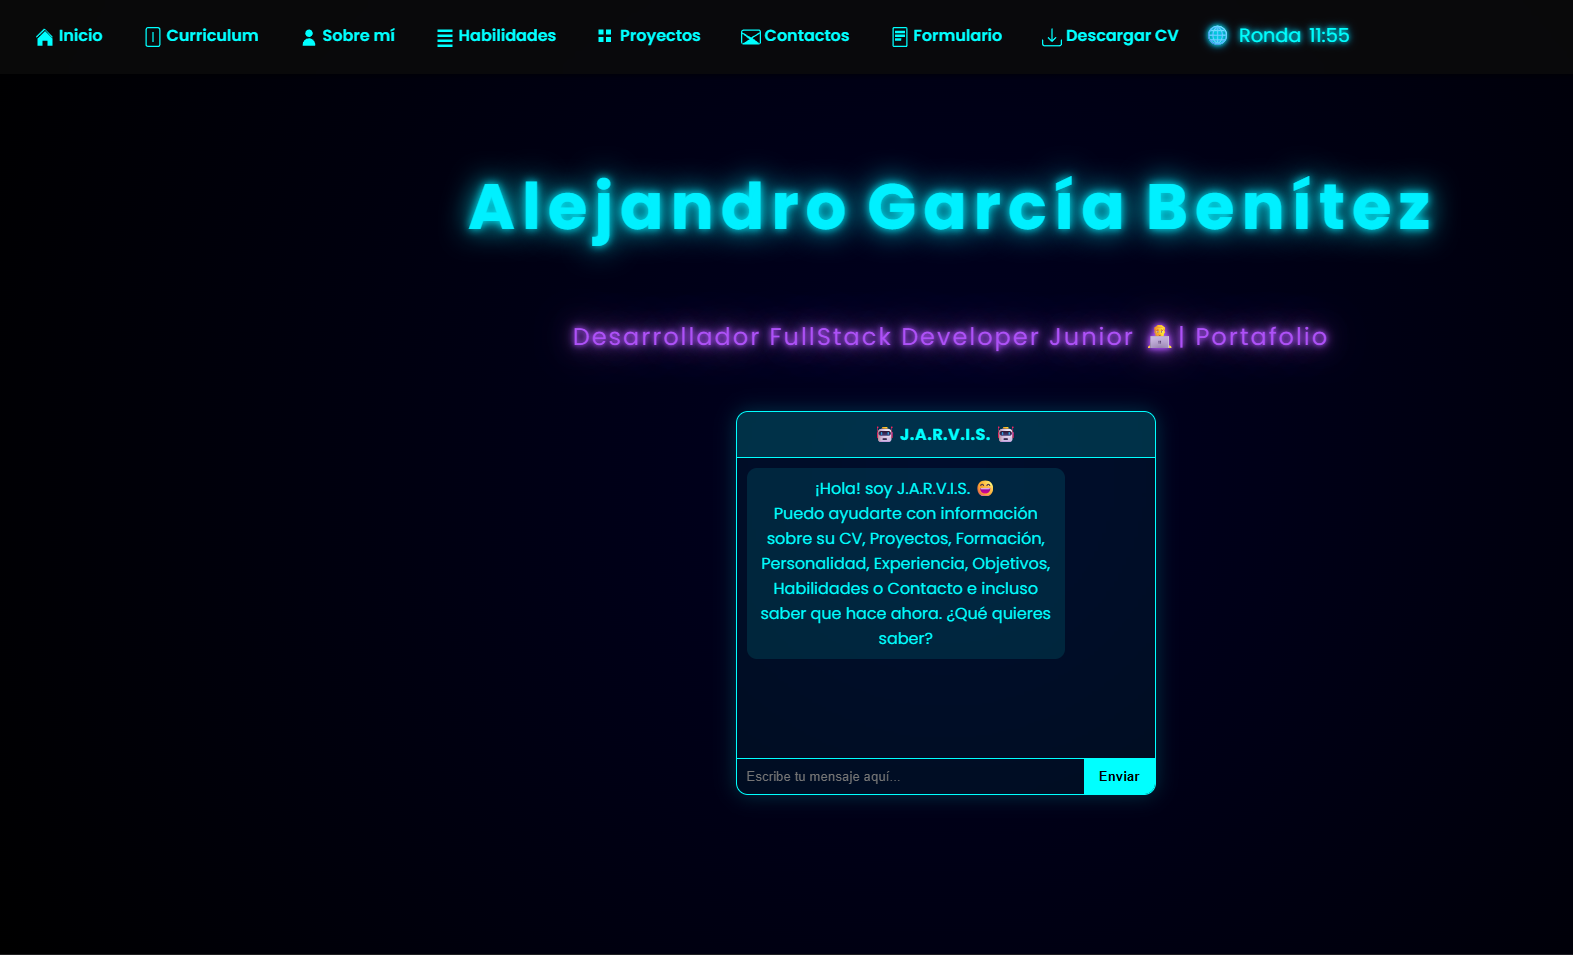 Inicio Curriculum Sobre mí Habilidades Proyectos Contactos Formulario Descargar CV 🌐 Ronda 11:55
Alejandro García Benítez
Desarrollador FullStack Developer Junior 👨‍💻 | Portafolio
🤖 J.A.R.V.I.S. 🤖
¡Hola! soy J.A.R.V.I.S. 😄
Puedo ayudarte con información
sobre su CV, Proyectos, Formación,
Personalidad, Experiencia, Objetivos,
Habilidades o Contacto e incluso
saber que hace ahora. ¿Qué quieres
saber?
Escribe tu mensaje aquí... Enviar